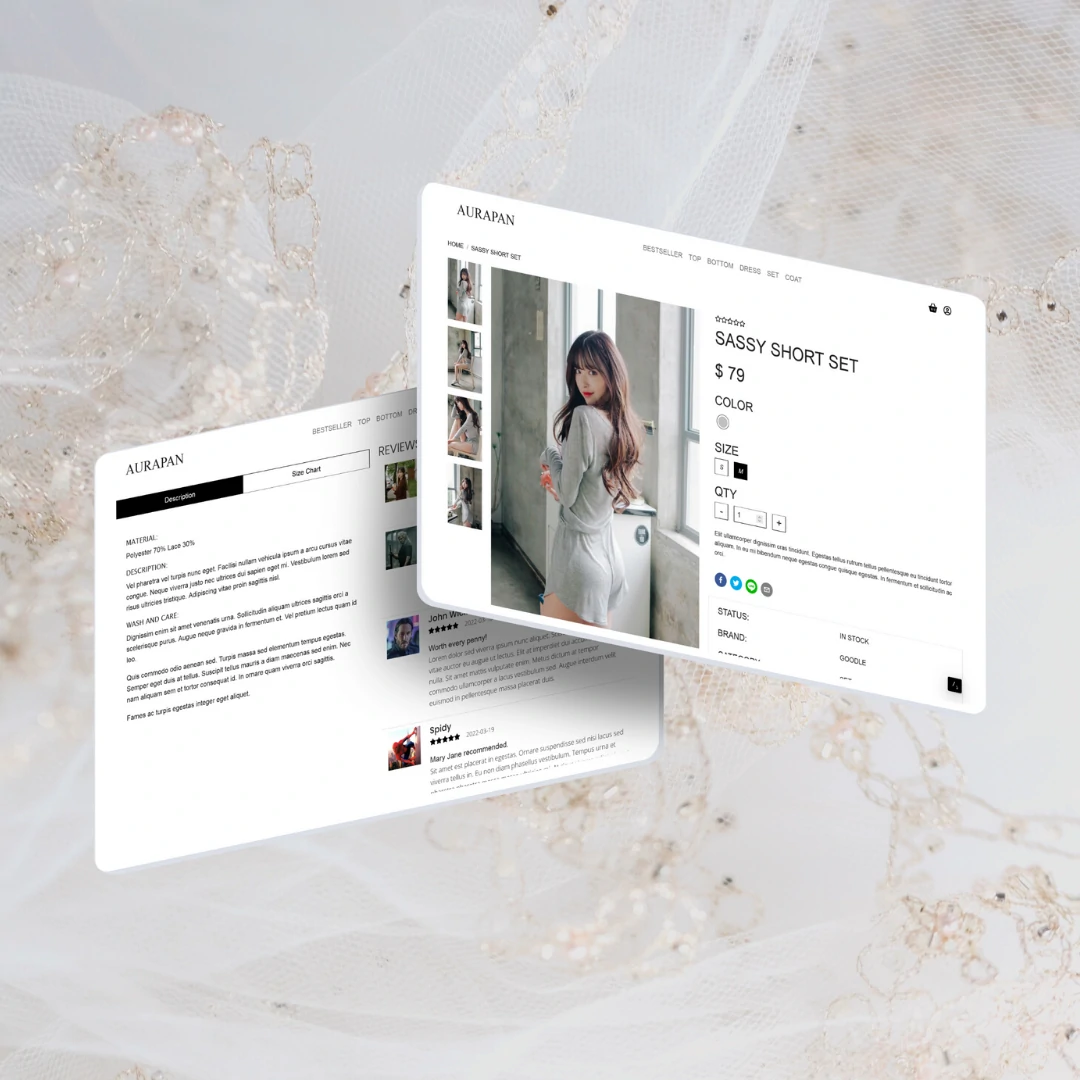 AURAPAN
BESTSELLER TOP BOTTOM DRESS SET COAT
HOME / SASSY SHORT SET
SASSY SHORT SET
$ 79
COLOR
SIZE
S M
QTY
- 1 +
Elit ullamcorper dignissim cras tincidunt. Egestas tellus rutrum tellus pellentesque eu tincidunt tortor
aliquam. In eu mi bibendum neque egestas congue quisque egestas. In fermentum et sollicitudin ac
orci.
STATUS:
IN STOCK
BRAND:
GOODLE
CATEGORY
AURAPAN
BESTSELLER TOP BOTTOM DR
Description
Size Chart
MATERIAL:
Polyester 70% Lace 30%
DESCRIPTION:
Vel pharetra vel turpis nunc eget. Facilisi nullam vehicula ipsum a arcu cursus vitae
congue. Neque viverra justo nec ultrices dui sapien eget mi. Vestibulum lorem sed
risus ultricies tristique. Adipiscing vitae proin sagittis nisl.
WASH AND CARE:
Dignissim enim sit amet venenatis urna. Sollicitudin aliquam ultrices sagittis orci a
scelerisque purus. Augue neque gravida in fermentum et. Vel pretium lectus quam id
leo.
Quis commodo odio aenean sed. Turpis massa sed elementum tempus egestas.
Semper eget duis at tellus. Suscipit tellus mauris a diam maecenas sed enim. Nec
nam aliquam sem et tortor consequat id. In ornare quam viverra orci sagittis.
Fames ac turpis egestas integer eget aliquet.
REVIEWS
John
2022-03
Worth every penny!
Lorem dolor sed viverra ipsum nunc aliquet
vitae auctor eu augue ut lectus. Elit at imperdiet dui
nulla. Sit amet mattis vulputate enim. Metus dictum at tempor
commodo ullamcorper a lacus vestibulum sed. Augue interdum velit
euismod in pellentesque massa placerat duis.
Spidy
2022-03-19
Mary Jane recommended.
Sit amet est placerat in egestas. Ornare suspendisse sed nisi lacus sed
viverra tellus in. Eu non diam phasellus vestibulum. Tempus urna et